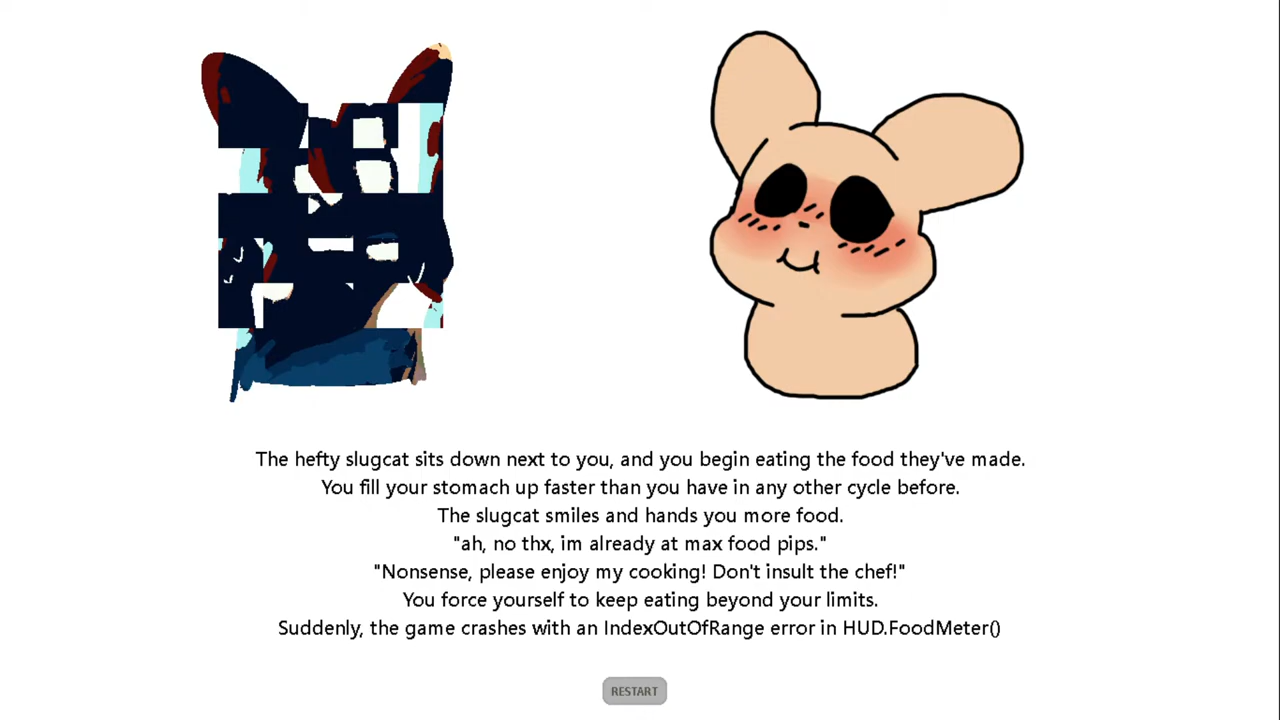 The hefty slugcat sits down next to you, and you begin eating the food they've made.
You fill your stomach up faster than you have in any other cycle before.
The slugcat smiles and hands you more food.
"ah, no thx, im already at max food pips."
"Nonsense, please enjoy my cooking! Don't insult the chef!"
You force yourself to keep eating beyond your limits.
Suddenly, the game crashes with an IndexOutOfRange error in HUD.FoodMeter()
RESTART